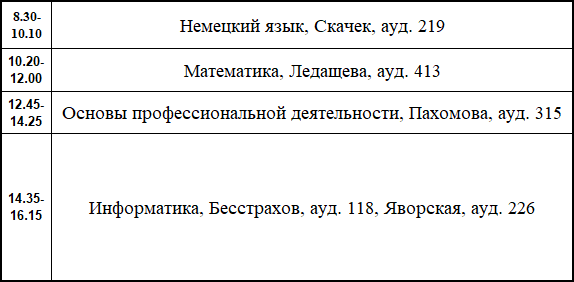 8.30-
10.10
Немецкий язык, Скачек, ауд. 219
10.20-
12.00
Математика, Ледащева, ауд. 413
12.45-
14.25
Основы профессиональной деятельности, Пахомова, ауд. 315
14.35-
16.15
Информатика, Бесстрахов, ауд. 118, Яворская, ауд. 226